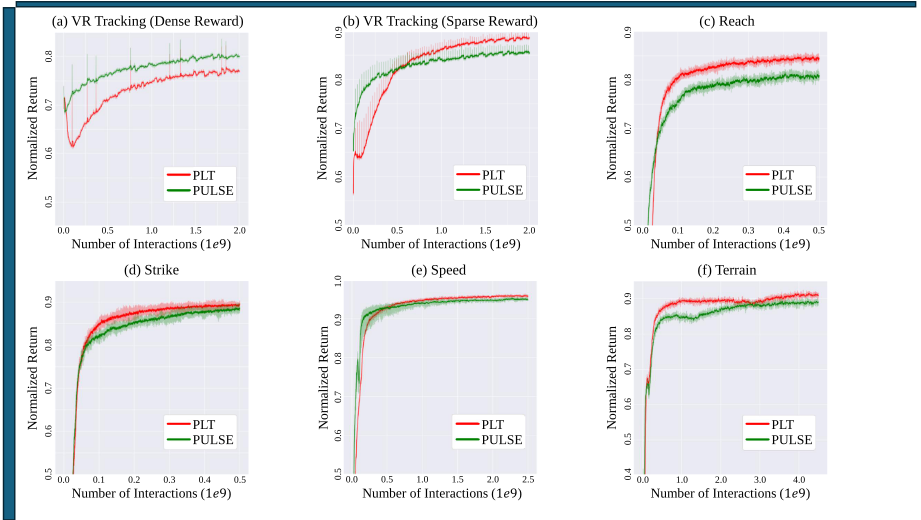 (a) VR Tracking (Dense Reward)
Normalized Return
0.8
0.7
0.6
0.5
PLT
PULSE
0.0 0.5 1.0 1.5 2.0
Number of Interactions (1e9)
(b) VR Tracking (Sparse Reward)
Normalized Return
0.9
0.8
0.7
0.6
0.5
PLT
PULSE
0.0 0.5 1.0 1.5 2.0
Number of Interactions (1e9)
(c) Reach
Normalized Return
0.9
0.8
0.7
0.6
0.5
PLT
PULSE
0.0 0.1 0.2 0.3 0.4 0.5
Number of Interactions (1e9)
(d) Strike
Normalized Return
0.9
0.8
0.7
0.6
0.5
PLT
PULSE
0.0 0.1 0.2 0.3 0.4 0.5
Number of Interactions (1e9)
(e) Speed
Normalized Return
1.0
0.9
0.8
0.7
0.6
0.5
PLT
PULSE
0.0 0.5 1.0 1.5 2.0 2.5
Number of Interactions (1e9)
(f) Terrain
Normalized Return
0.9
0.8
0.7
0.6
0.5
0.4
PLT
PULSE
0.0 1.0 2.0 3.0 4.0
Number of Interactions (1e9)